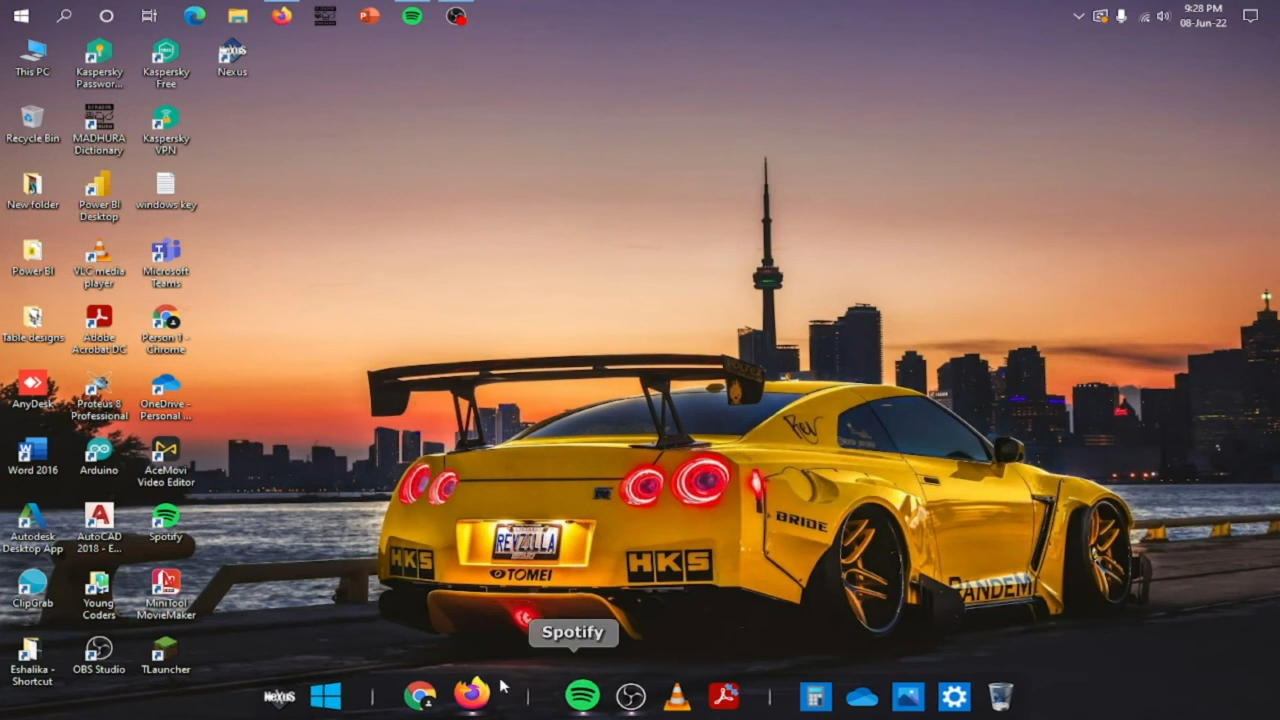 9:28 PM
08-Jun-22
This PC
Kaspersky
Passwor...
Kaspersky
Free
Nexus
Recycle Bin
MADHURA
Dictionary
Kaspersky
VPN
New folder
Power BI
Desktop
windows key
Power BI
VLC media
player
Microsoft
Teams
Table designs
Adobe
Acrobat DC
Person 1 -
Chrome
AnyDesk
Proteus 8
Professional
OneDrive -
Personal ...
Word 2016
Arduino
AceMovi
Video Editor
Autodesk
Desktop App
AutoCAD
2018 - E...
Spotify
ClipGrab
Young
Coders
MiniTool
MovieMaker
Eshalika -
Shortcut
OBS Studio
TLauncher
Rev
BRIDE
REVZILLA
HKS
HKS
TOMEI
PANDEM
Spotify
NeXuS